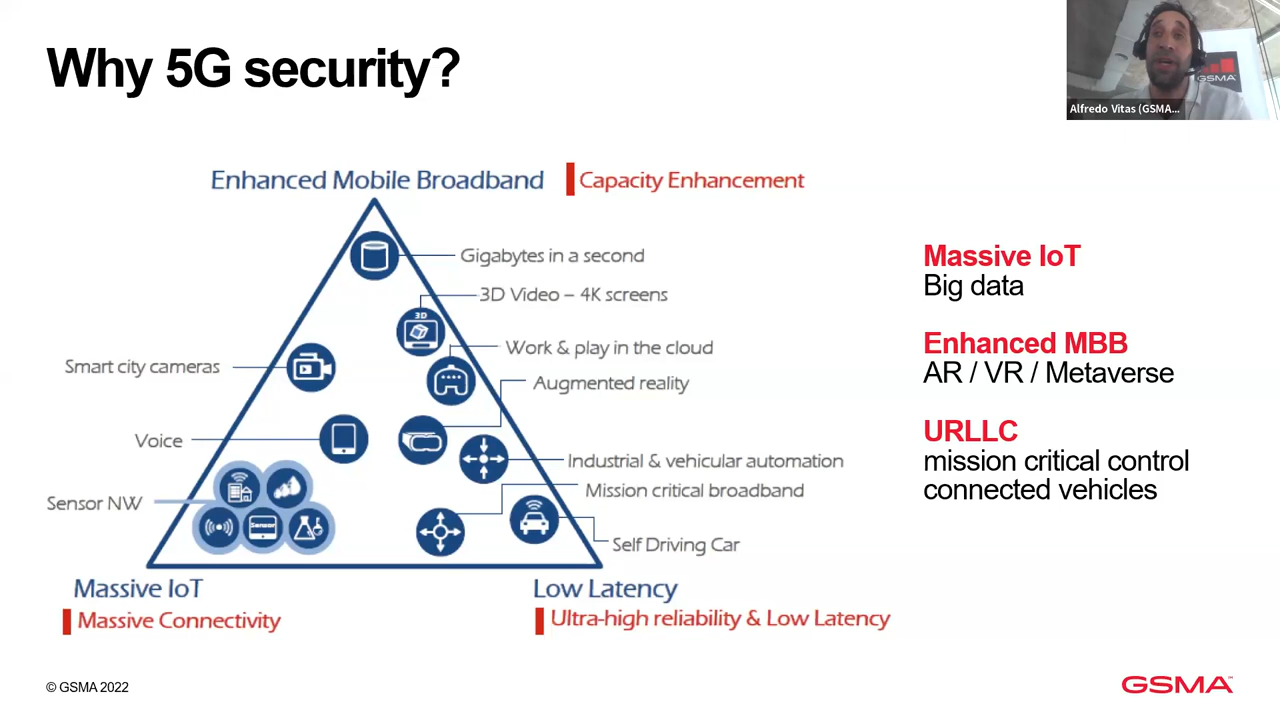 Why 5G security?
GSMA
Alfredo Vitas (GSMA...
Enhanced Mobile Broadband
Capacity Enhancement
Gigabytes in a second
3D Video – 4K screens
3D
Work & play in the cloud
Smart city cameras
Augmented reality
Voice
Industrial & vehicular automation
Mission critical broadband
Sensor NW
Sensor
Self Driving Car
Massive IoT
Low Latency
Massive Connectivity
Ultra-high reliability & Low Latency
Massive IoT
Big data
Enhanced MBB
AR / VR / Metaverse
URLLC
mission critical control
connected vehicles
© GSMA 2022
GSMA™